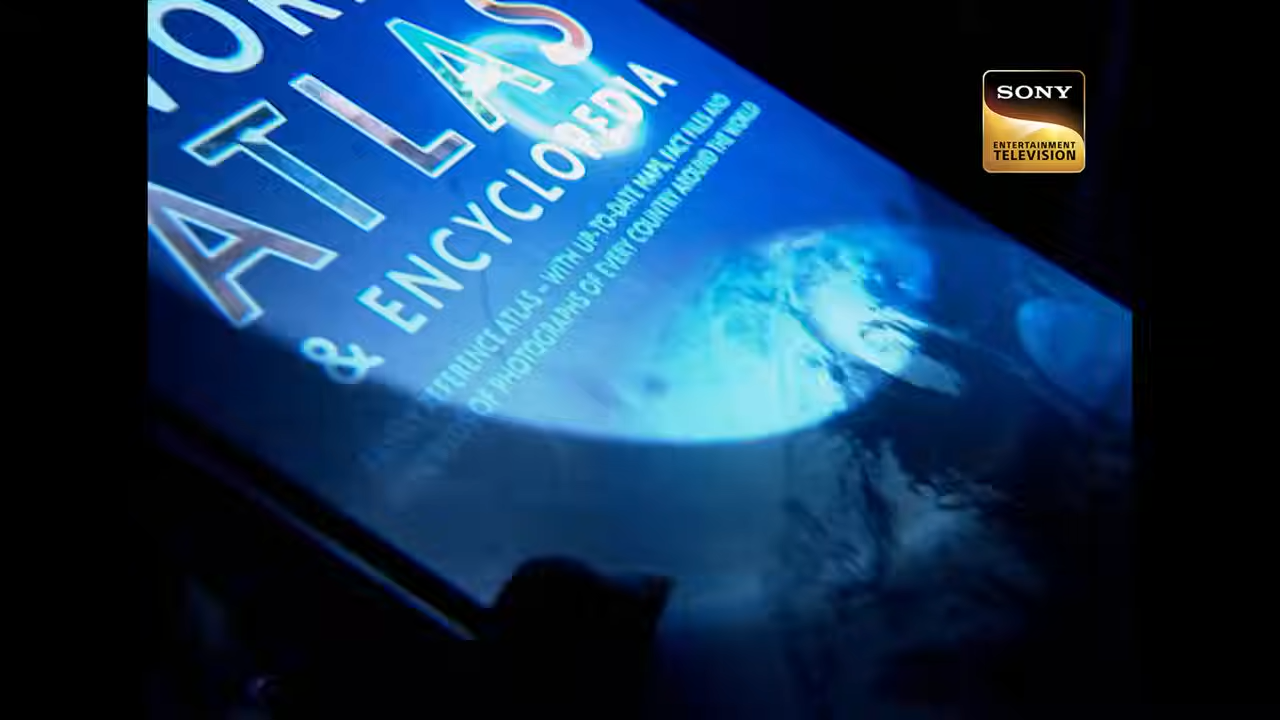 WOR
ATLAS
& ENCYCLOPEDIA
REFERENCE ATLAS – WITH UP-TO-DATE MAPS, FACT FILES AND
OF PHOTOGRAPHS OF EVERY COUNTRY AROUND THE WORLD
SONY
ENTERTAINMENT
TELEVISION